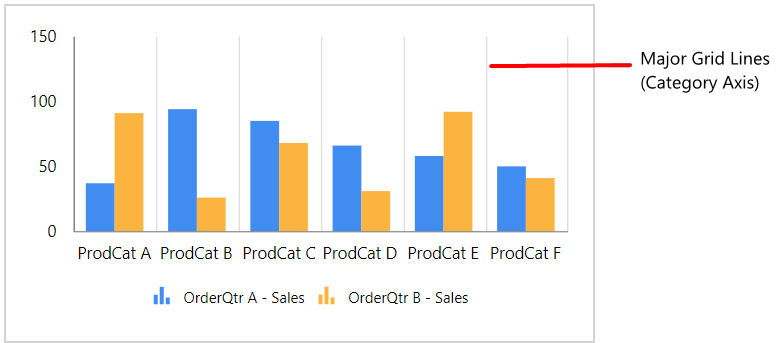 150
Major Grid Lines
(Category Axis)
100
50
0
ProdCat A ProdCat B ProdCat C ProdCat D ProdCat E ProdCat F
OrderQtr A - Sales OrderQtr B - Sales